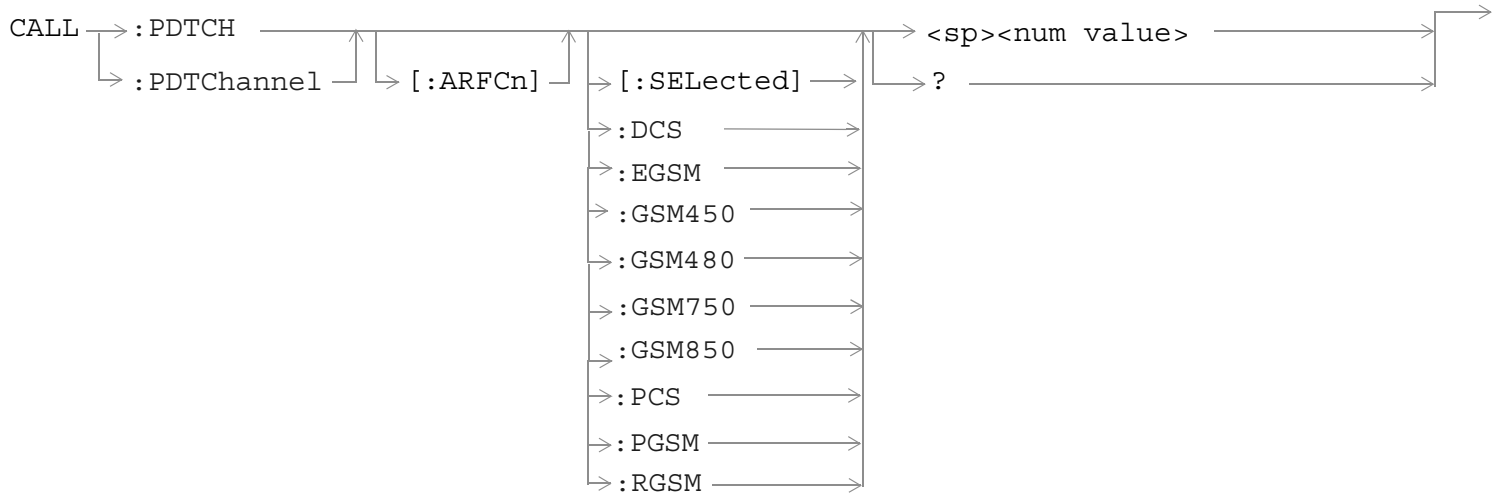 CALL :PDTCH <sp><num value>
:PDTChannel [:ARFCn] [:SELected] ?
:DCS
:EGSM
:GSM450
:GSM480
:GSM750
:GSM850
:PCS
:PGSM
:RGSM